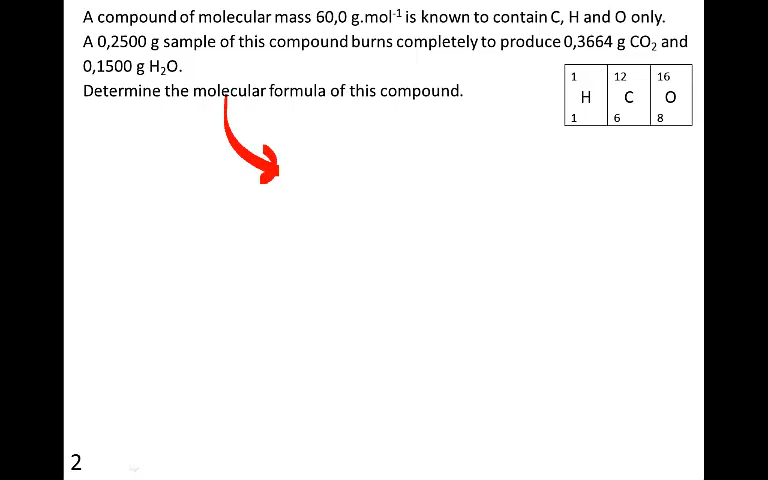 A compound of molecular mass 60,0 g.mol⁻¹ is known to contain C, H and O only.
A 0,2500 g sample of this compound burns completely to produce 0,3664 g CO₂ and
0,1500 g H₂O.
Determine the molecular formula of this compound.
1 12 16
H C O
1 6 8
2